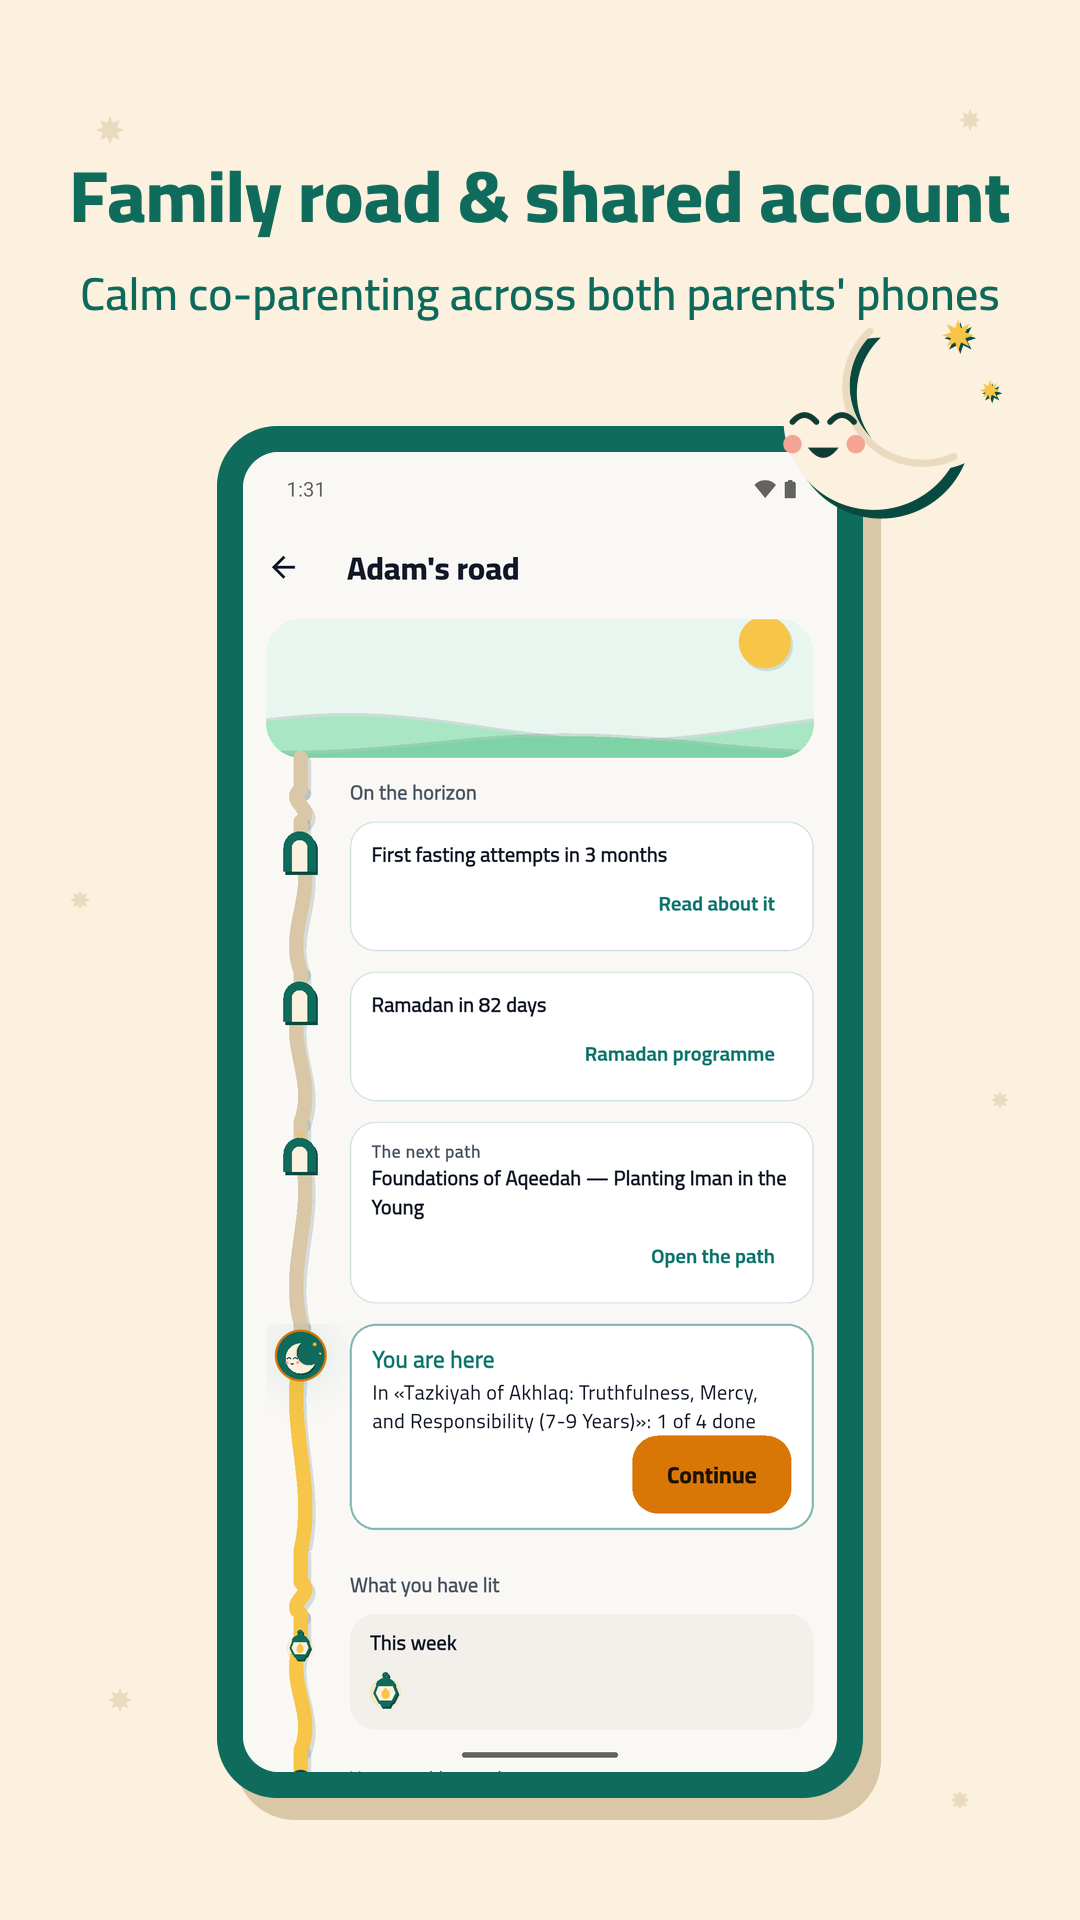 Family road & shared account
Calm co-parenting across both parents' phones
1:31
Adam's road
On the horizon
First fasting attempts in 3 months
Read about it
Ramadan in 82 days
Ramadan programme
The next path
Foundations of Aqeedah — Planting Iman in the
Young
Open the path
You are here
In «Tazkiyah of Akhlaq: Truthfulness, Mercy,
and Responsibility (7-9 Years)»: 1 of 4 done
Continue
What you have lit
This week